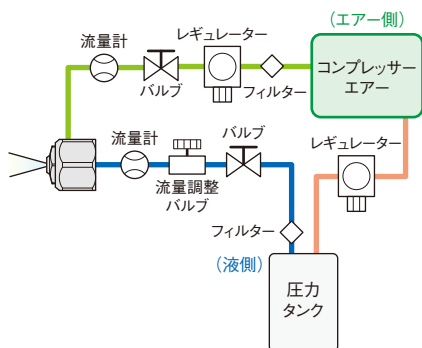 （エアー側）
流量計
レギュレーター
コンプレッサー
エアー
バルブ
フィルター
流量計
バルブ
レギュレーター
流量調整
バルブ
フィルター
（液側）
圧力
タンク